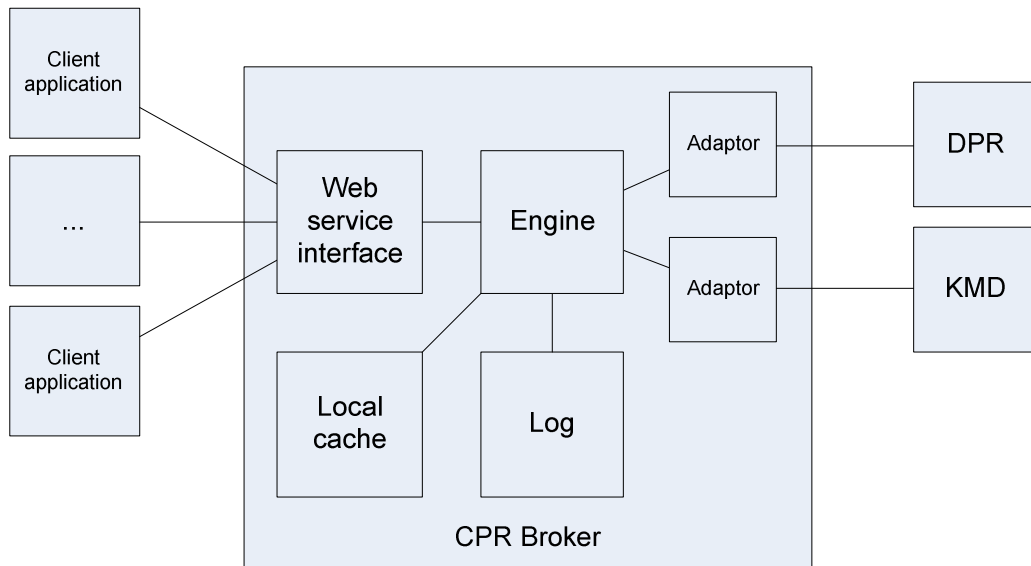 Client
application
...
Client
application
Web
service
interface
Engine
Adaptor
Adaptor
Local
cache
Log
CPR Broker
DPR
KMD